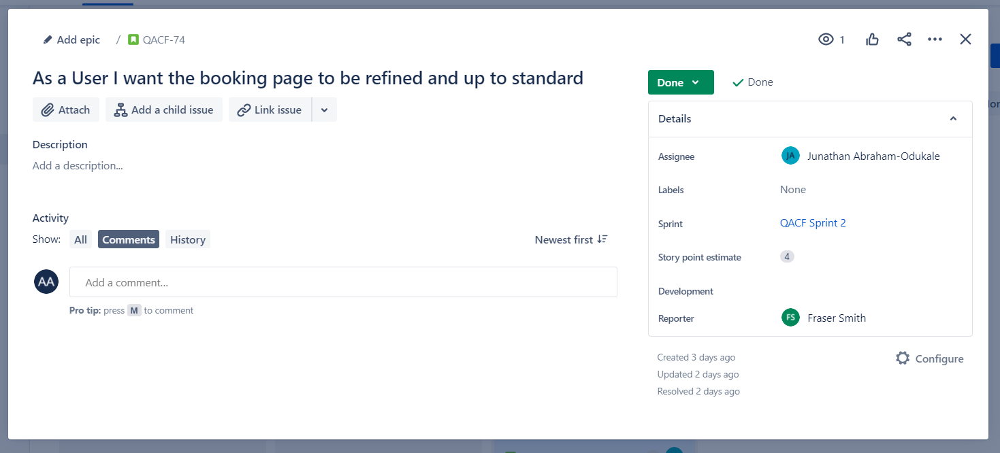 Add epic / QACF-74
1
As a User I want the booking page to be refined and up to standard
Attach Add a child issue Link issue
Description
Add a description...
Activity
Show: All Comments History Newest first
AA Add a comment...
Pro tip: press M to comment
Done Done
Details
Assignee JA Junathan Abraham-Odukale
Labels None
Sprint QACF Sprint 2
Story point estimate 4
Development
Reporter FS Fraser Smith
Created 3 days ago
Configure
Updated 2 days ago
Resolved 2 days ago